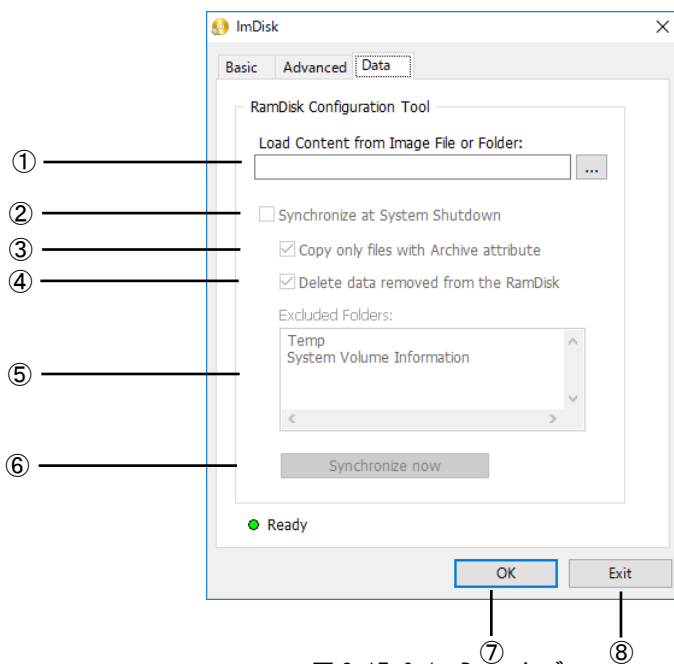 ImDisk
Basic Advanced Data
RamDisk Configuration Tool
Load Content from Image File or Folder:
① ...
② Synchronize at System Shutdown
③ Copy only files with Archive attribute
④ Delete data removed from the RamDisk
Excluded Folders:
Temp
System Volume Information
⑤
⑥ Synchronize now
Ready
OK Exit
⑦ ⑧